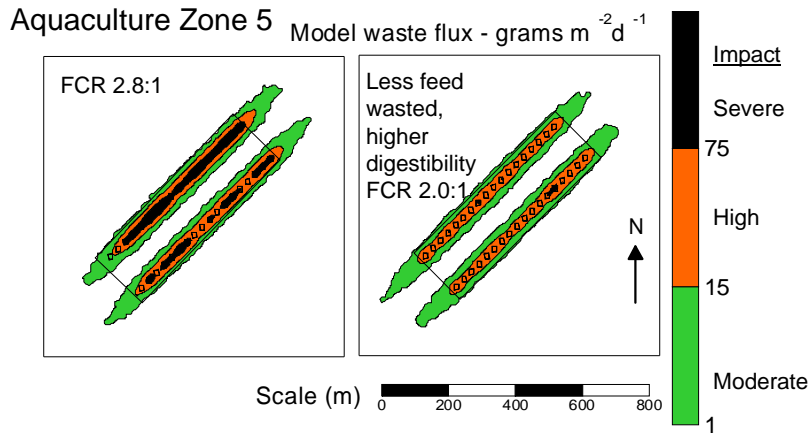 Aquaculture Zone 5
Model waste flux - grams m⁻²d⁻¹
FCR 2.8:1
Less feed
wasted,
higher
digestibility
FCR 2.0:1
N
Impact
Severe
75
High
15
Moderate
1
Scale (m)
0 200 400 600 800